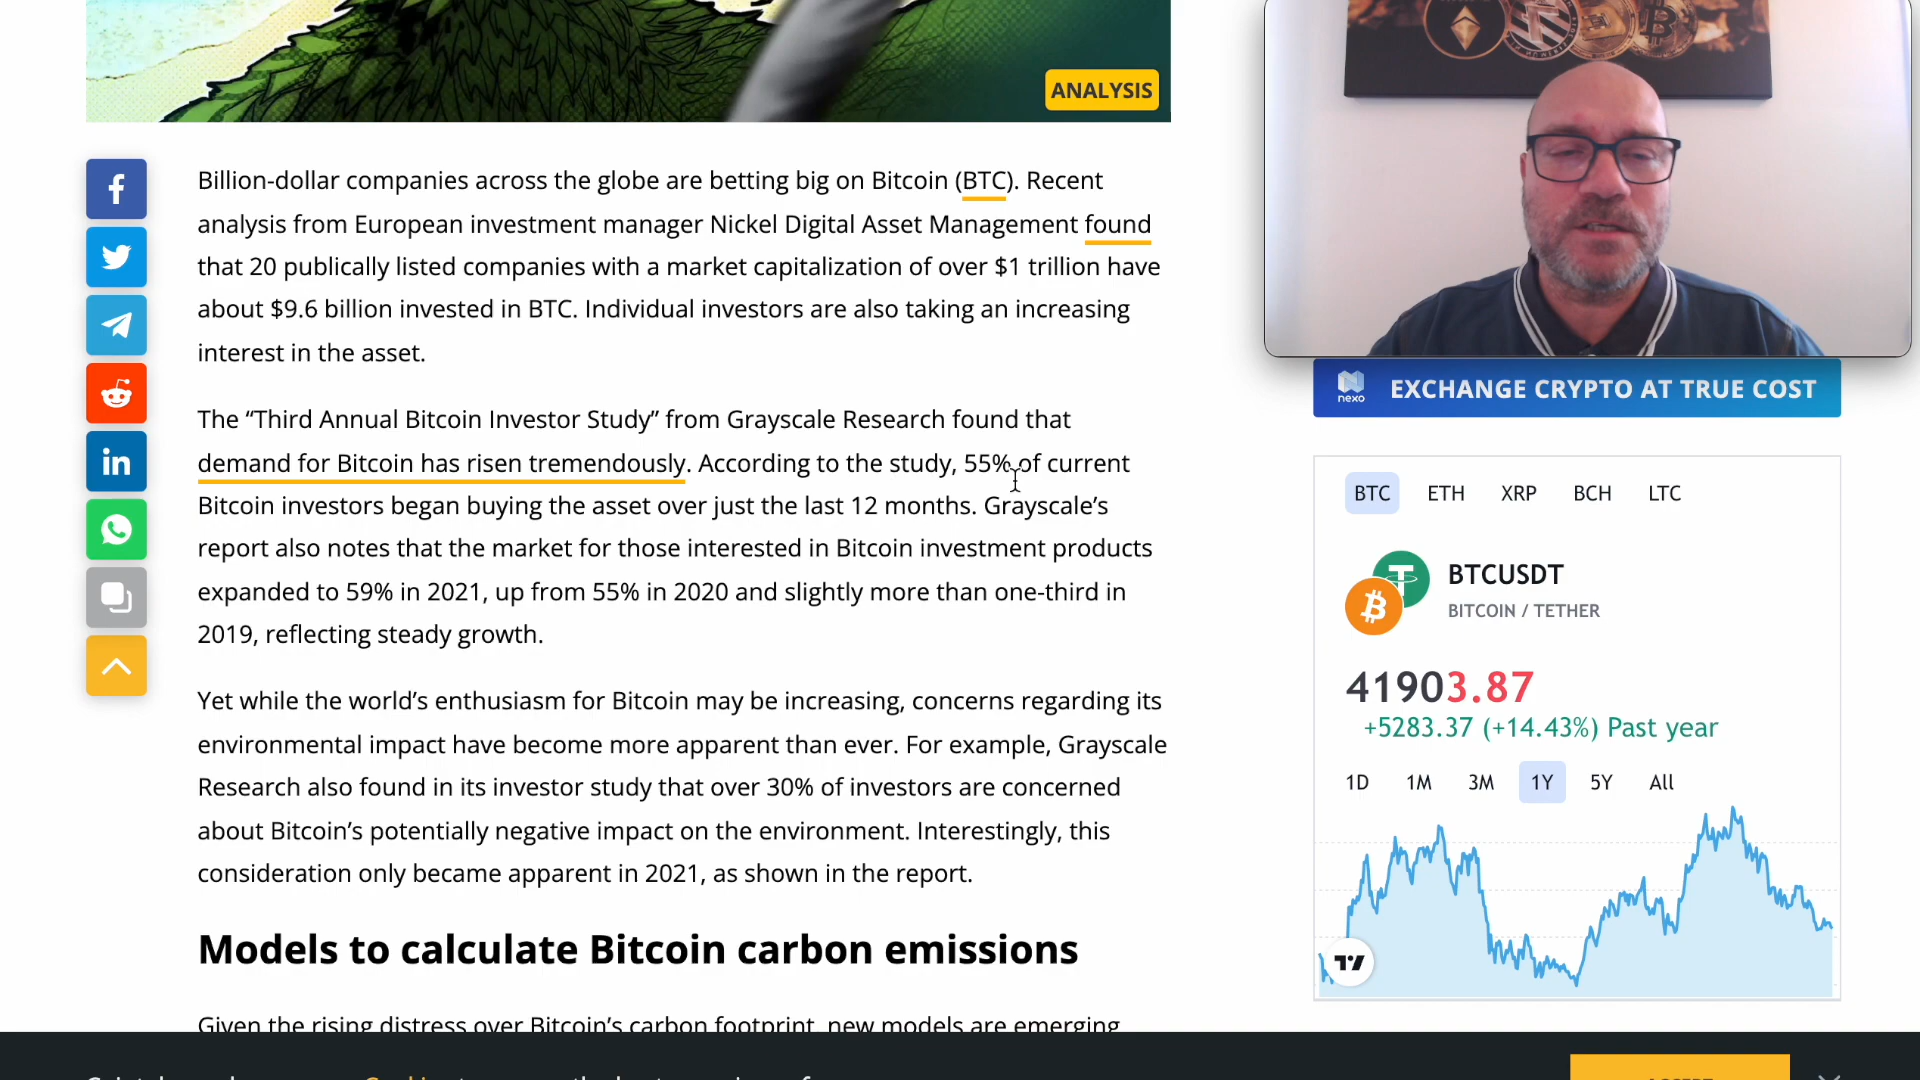 ANALYSIS
Billion-dollar companies across the globe are betting big on Bitcoin (BTC). Recent
analysis from European investment manager Nickel Digital Asset Management found
that 20 publically listed companies with a market capitalization of over $1 trillion have
about $9.6 billion invested in BTC. Individual investors are also taking an increasing
interest in the asset.
The “Third Annual Bitcoin Investor Study” from Grayscale Research found that
demand for Bitcoin has risen tremendously. According to the study, 55% of current
Bitcoin investors began buying the asset over just the last 12 months. Grayscale’s
report also notes that the market for those interested in Bitcoin investment products
expanded to 59% in 2021, up from 55% in 2020 and slightly more than one-third in
2019, reflecting steady growth.
Yet while the world’s enthusiasm for Bitcoin may be increasing, concerns regarding its
environmental impact have become more apparent than ever. For example, Grayscale
Research also found in its investor study that over 30% of investors are concerned
about Bitcoin’s potentially negative impact on the environment. Interestingly, this
consideration only became apparent in 2021, as shown in the report.
Models to calculate Bitcoin carbon emissions
Given the rising distress over Bitcoin’s carbon footprint, new models are emerging
nexo EXCHANGE CRYPTO AT TRUE COST
BTC ETH XRP BCH LTC
BTCUSDT
BITCOIN / TETHER
41903.87
+5283.37 (+14.43%) Past year
1D 1M 3M 1Y 5Y All